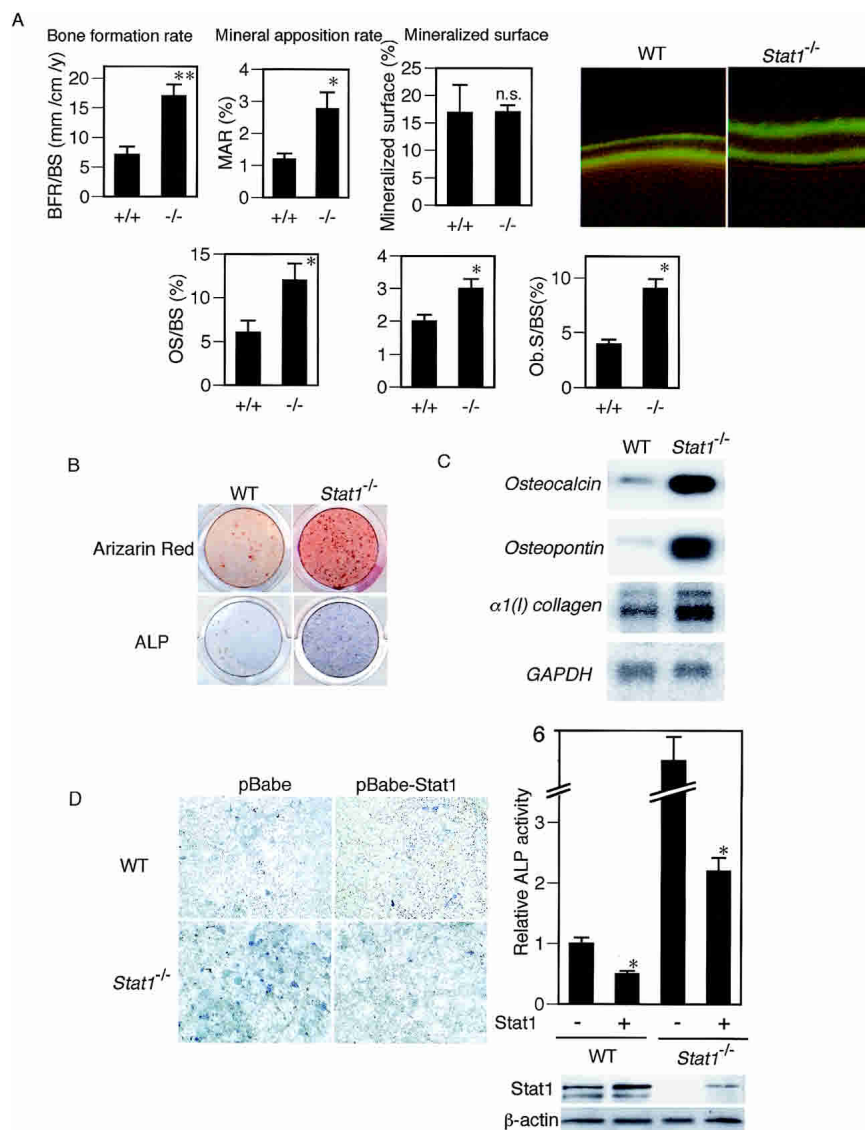 A
Bone formation rate
Mineral apposition rate
Mineralized surface
BFR/BS (mm /cm /y)
20
15
10
5
0
**
+/+ -/-
MAR (%)
4
3
2
1
0
*
+/+ -/-
Mineralized surface (%)
25
20
15
10
5
0
n.s.
+/+ -/-
WT
Stat1-/-
OS/BS (%)
15
10
5
0
*
+/+ -/-
4
3
2
1
0
*
+/+ -/-
Ob.S/BS(%)
10
5
0
*
+/+ -/-
B
WT Stat1-/-
Arizarin Red
ALP
C
WT Stat1-/-
Osteocalcin
Osteopontin
α1(I) collagen
GAPDH
D
pBabe pBabe-Stat1
WT
Stat1-/-
Relative ALP activity
6
3
2
1
0
*
*
Stat1 - + - +
WT Stat1-/-
Stat1
β-actin